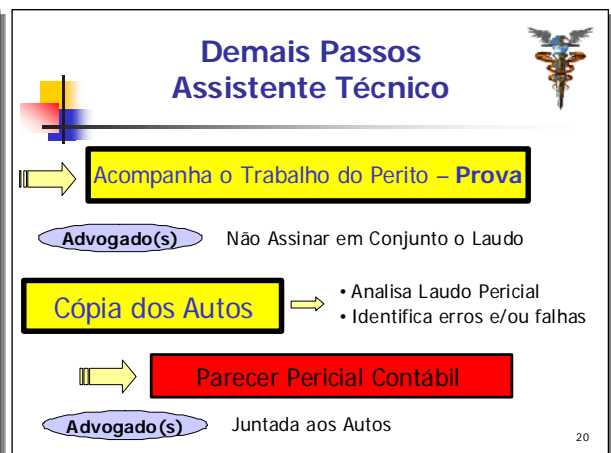 Demais Passos
Assistente Técnico
Acompanha o Trabalho do Perito – Prova
Advogado(s) Não Assinar em Conjunto o Laudo
Cópia dos Autos
• Analisa Laudo Pericial
• Identifica erros e/ou falhas
Parecer Pericial Contábil
Advogado(s) Juntada aos Autos
20